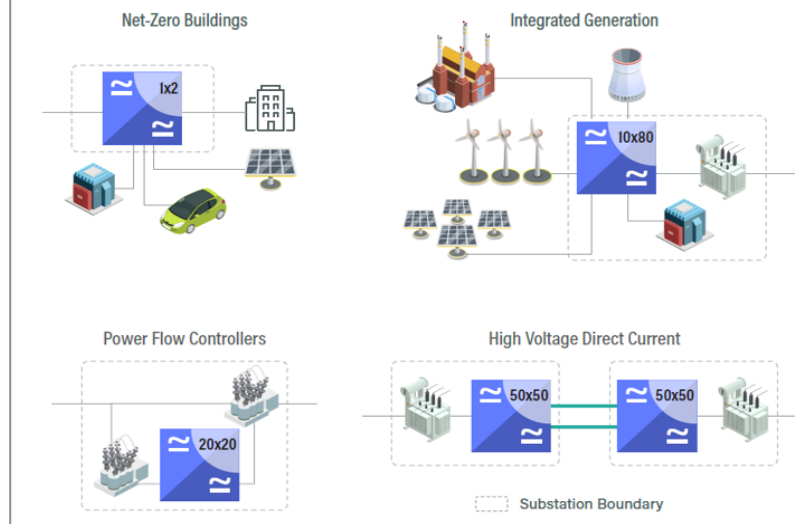 Net-Zero Buildings
Integrated Generation
1x2
10x80
Power Flow Controllers
High Voltage Direct Current
20x20
50x50
50x50
Substation Boundary